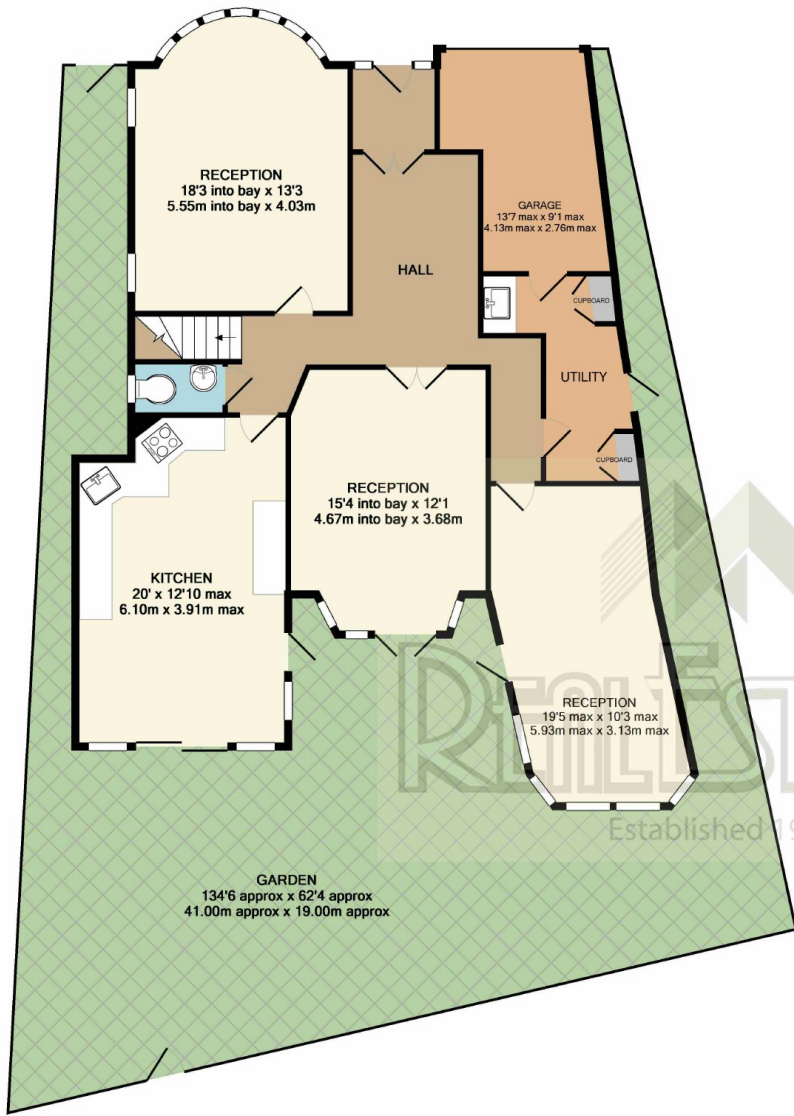 RECEPTION
18'3 into bay x 13'3
5.55m into bay x 4.03m
GARAGE
13'7 max x 9'1 max
4.13m max x 2.76m max
HALL
CUPBOARD
UTILITY
CUPBOARD
RECEPTION
15'4 into bay x 12'1
4.67m into bay x 3.68m
KITCHEN
20' x 12'10 max
6.10m x 3.91m max
RECEPTION
19'5 max x 10'3 max
5.93m max x 3.13m max
REALES
Established 19
GARDEN
134'6 approx x 62'4 approx
41.00m approx x 19.00m approx